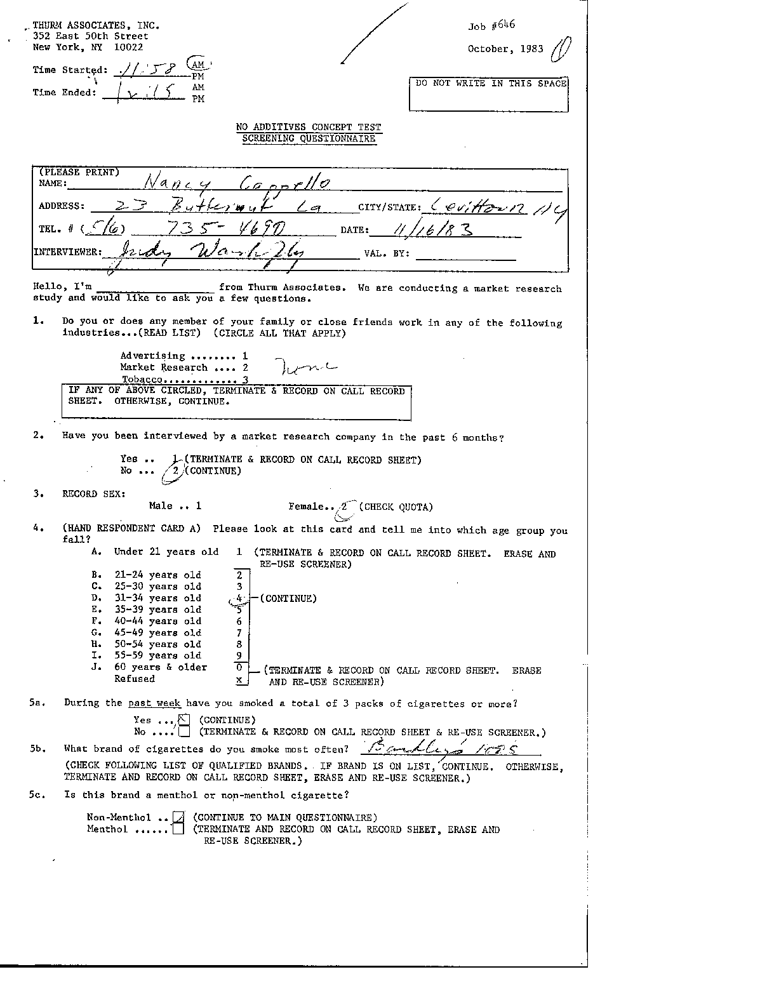 THURM ASSOCIATES, INC.
352 East 50th Street
New York, NY 10022
Job #646
October, 1983
Time Started: 11:58 AM
PM
Time Ended: 12:15 AM
PM
DO NOT WRITE IN THIS SPACE
NO ADDITIVES CONCEPT TEST
SCREENING QUESTIONNAIRE
(PLEASE PRINT)
NAME: Nancy Cappello
ADDRESS: 23 Butternut La CITY/STATE: Levittown NY
TEL. # (516) 735-4690 DATE: 11/16/83
INTERVIEWER: Judy VAL. BY:
Hello, I'm from Thurm Associates. We are conducting a market research
study and would like to ask you a few questions.
1. Do you or does any member of your family or close friends work in any of the following
industries...(READ LIST) (CIRCLE ALL THAT APPLY)
Advertising ........ 1
Market Research .... 2 none
Tobacco............. 3
IF ANY OF ABOVE CIRCLED, TERMINATE & RECORD ON CALL RECORD
SHEET. OTHERWISE, CONTINUE.
2. Have you been interviewed by a market research company in the past 6 months?
Yes .. 1 (TERMINATE & RECORD ON CALL RECORD SHEET)
No ... 2 (CONTINUE)
3. RECORD SEX:
Male .. 1 Female.. 2 (CHECK QUOTA)
4. (HAND RESPONDENT CARD A) Please look at this card and tell me into which age group you
fall?
A. Under 21 years old 1 (TERMINATE & RECORD ON CALL RECORD SHEET. ERASE AND
RE-USE SCREENER)
B. 21-24 years old 2
C. 25-30 years old 3
D. 31-34 years old 4 (CONTINUE)
E. 35-39 years old 5
F. 40-44 years old 6
G. 45-49 years old 7
H. 50-54 years old 8
I. 55-59 years old 9
J. 60 years & older 0 (TERMINATE & RECORD ON CALL RECORD SHEET. ERASE
Refused x AND RE-USE SCREENER)
5a. During the past week have you smoked a total of 3 packs of cigarettes or more?
Yes ... (CONTINUE)
No .... (TERMINATE & RECORD ON CALL RECORD SHEET & RE-USE SCREENER.)
5b. What brand of cigarettes do you smoke most often? 100s
(CHECK FOLLOWING LIST OF QUALIFIED BRANDS. IF BRAND IS ON LIST, CONTINUE. OTHERWISE,
TERMINATE AND RECORD ON CALL RECORD SHEET, ERASE AND RE-USE SCREENER.)
5c. Is this brand a menthol or non-menthol cigarette?
Non-Menthol .. (CONTINUE TO MAIN QUESTIONNAIRE)
Menthol ...... (TERMINATE AND RECORD ON CALL RECORD SHEET, ERASE AND
RE-USE SCREENER.)